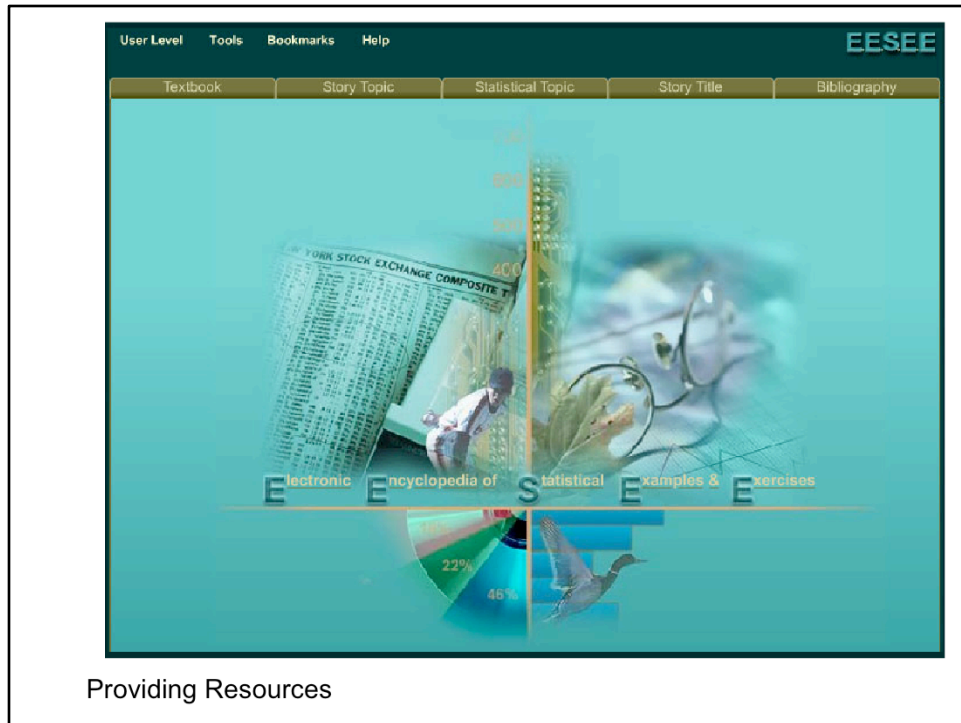 User Level Tools Bookmarks Help
EESEE
Textbook Story Topic Statistical Topic Story Title Bibliography
400
YORK STOCK EXCHANGE COMPOSITE T
Electronic Encyclopedia of Statistical Examples & Exercises
22%
46%
Providing Resources